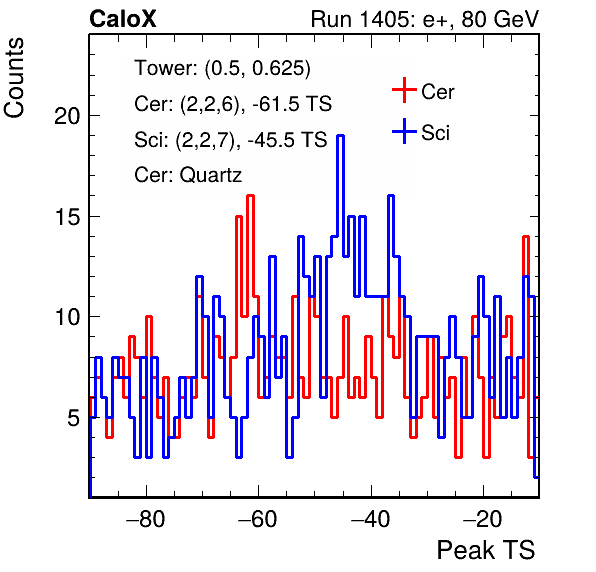 CaloX Run 1405: e+, 80 GeV
Counts
Tower: (0.5, 0.625)
Cer: (2,2,6), -61.5 TS
Sci: (2,2,7), -45.5 TS
Cer: Quartz
Cer
Sci
20
15
10
5
−80 −60 −40 −20
Peak TS